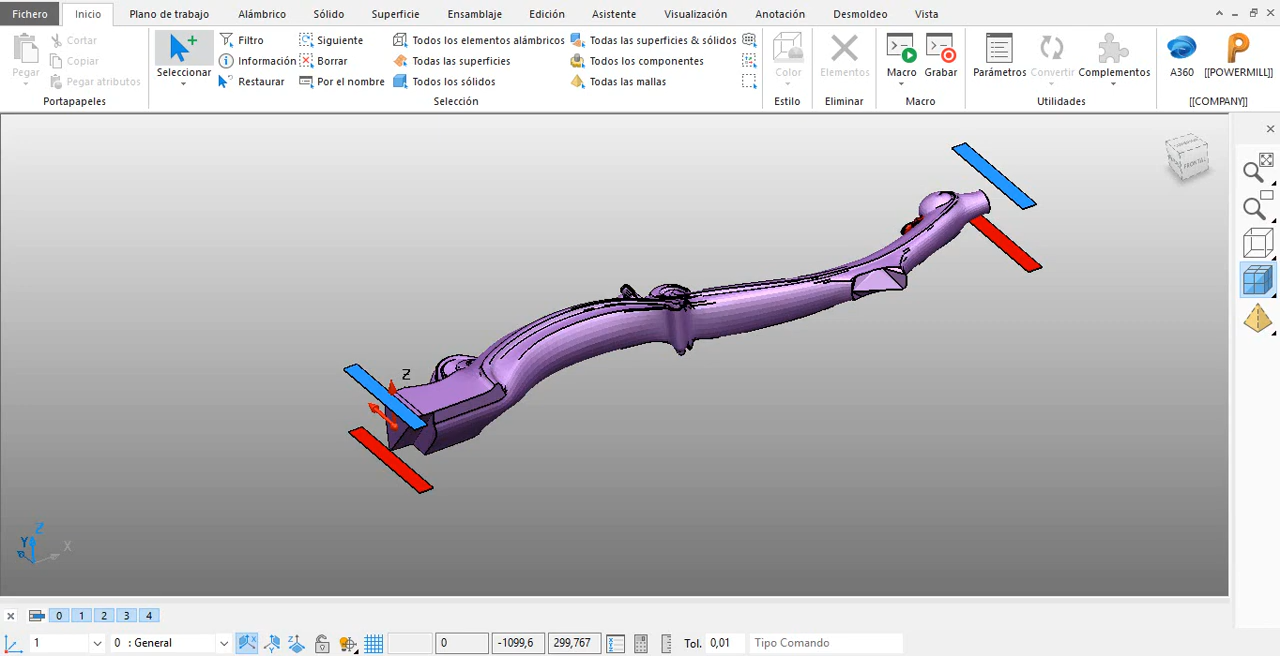 Fichero Inicio Plano de trabajo Alámbrico Sólido Superficie Ensamblaje Edición Asistente Visualización Anotación Desmoldeo Vista
Cortar Filtro Siguiente Todos los elementos alámbricos Todas las superficies & sólidos
Copiar Información Borrar Todas las superficies Todos los componentes
Pegar Seleccionar Color Elementos Macro Grabar Parámetros Convertir Complementos A360 [[POWERMILL]]
Pegar atributos Restaurar Por el nombre Todos los sólidos Todas las mallas
Portapapeles Selección Estilo Eliminar Macro Utilidades [[COMPANY]]
FRONTAL
Z
Z
Y
X
0 1 2 3 4
1 0 : General 0 -1099,6 299,767 Tol. 0,01 Tipo Comando